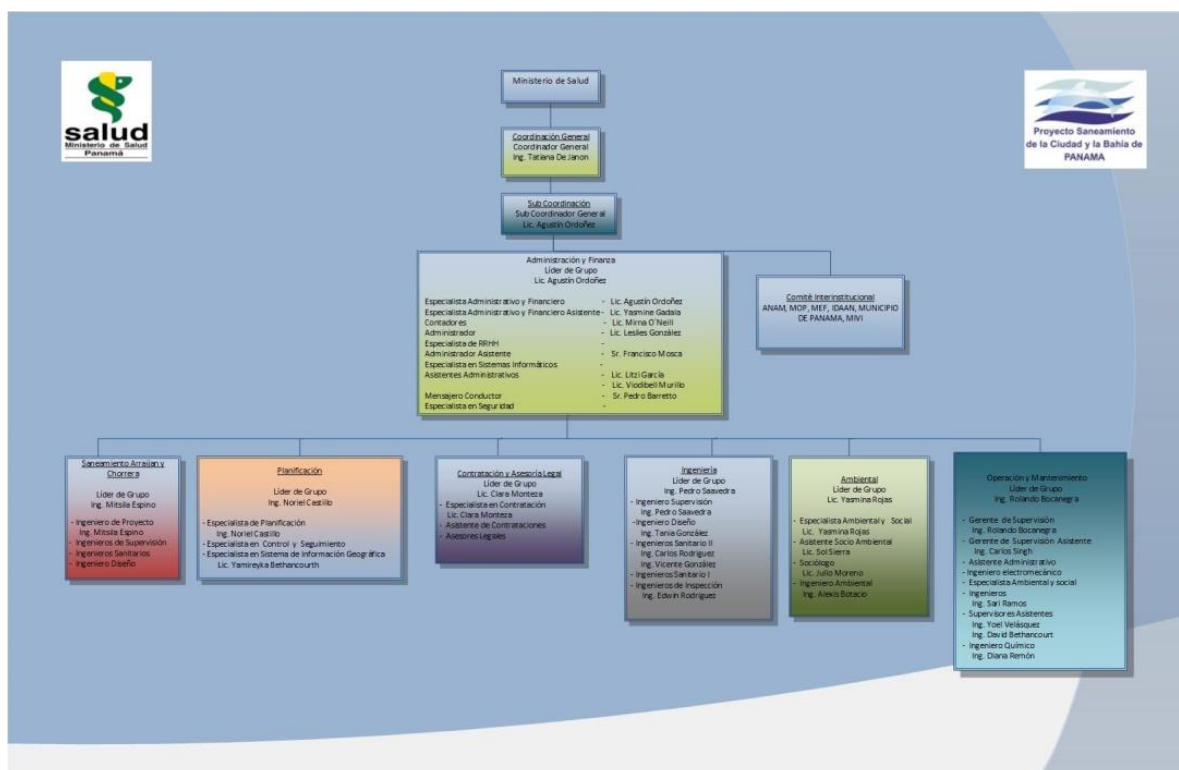 salud
Ministerio de Salud
Panamá
Proyecto Saneamiento
de la Ciudad y la Bahía de
PANAMA
Ministerio de Salud
Coordinación General
Coordinador General
Ing. Tatiana De Janon
Sub Coordinación
Sub Coordinador General
Lic. Agustín Ordoñez
Administración y Finanza
Líder de Grupo
Lic. Agustín Ordoñez
Especialista Administrativo y Financiero - Lic. Agustín Ordoñez
Especialista Administrativo y Financiero Asistente - Lic. Yasmine Gadala
Contadores - Lic. Mirna O´Neill
Administrador - Lic. Leslies González
Especialista de RRHH -
Administrador Asistente - Sr. Francisco Mosca
Especialista en Sistemas Informáticos -
Asistentes Administrativos - Lic. Litzi García
- Lic. Viodibell Murillo
Mensajero Conductor - Sr. Pedro Barretto
Especialista en Seguridad -
Comité Interinstitucional
ANAM, MOP, MEF, IDAAN, MUNICIPIO
DE PANAMA, MIVI
Saneamiento Arraijan y
Chorrera
Líder de Grupo
Ing. Mitsila Espino
- Ingeniero de Proyecto
Ing. Mitsila Espino
- Ingenieros de Supervisión
- Ingenieros Sanitarios
- Ingeniero Diseño
Planificación
Líder de Grupo
Ing. Noriel Castillo
- Especialista de Planificación
Ing. Noriel Castillo
- Especialista en Control y Seguimiento
- Especialista en Sistema de Información Geográfica
Lic. Yamireyka Bethancourth
Contratación y Asesoría Legal
Líder de Grupo
Lic. Clara Monteza
- Especialista en Contratación
Lic. Clara Monteza
- Asistente de Contrataciones
- Asesores Legales
Ingeniería
Líder de Grupo
Ing. Pedro Saavedra
- Ingeniero Supervisión
Ing. Pedro Saavedra
-Ingeniero Diseño
Ing. Tania González
- Ingenieros Sanitario II
Ing. Carlos Rodriguez
Ing. Vicente González
- Ingenieros Sanitario I
- Ingenieros de Inspección
Ing. Edwin Rodriguez
Ambiental
Líder de Grupo
Lic. Yasmina Rojas
- Especialista Ambiental y Social
Lic. Yasmina Rojas
- Asistente Socio Ambiental
Lic. Sol Sierra
- Sociólogo
Lic. Julio Moreno
- Ingeniero Ambiental
Ing. Alexis Botacio
Operación y Mantenimiento
Líder de Grupo
Ing. Rolando Bocanegra
- Gerente de Supervisión
Ing. Rolando Bocanegra
- Gerente de Supervisión Asistente
Ing. Carlos Singh
- Asistente Administrativo
- Ingeniero electromecánico
- Especialista Ambiental y social
- Ingenieros
Ing. Sari Ramos
- Supervisores Asistentes
Ing. Yoel Velásquez
Ing. David Bethancourt
- Ingeniero Químico
Ing. Diana Remón